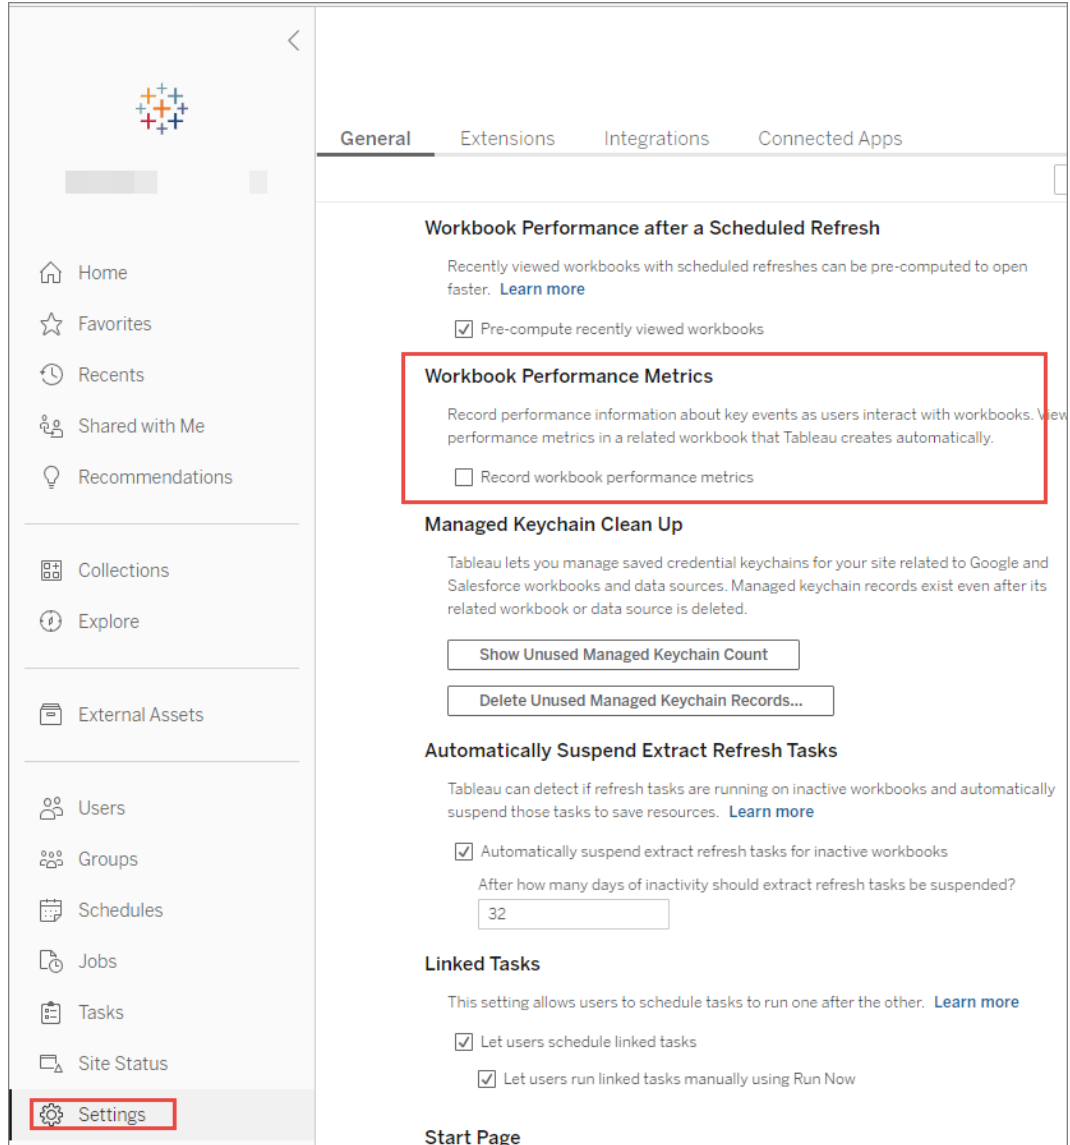 General Extensions Integrations Connected Apps
Home
Favorites
Recents
Shared with Me
Recommendations
Collections
Explore
External Assets
Users
Groups
Schedules
Jobs
Tasks
Site Status
Settings
Workbook Performance after a Scheduled Refresh
Recently viewed workbooks with scheduled refreshes can be pre-computed to open
faster. Learn more
Pre-compute recently viewed workbooks
Workbook Performance Metrics
Record performance information about key events as users interact with workbooks. View
performance metrics in a related workbook that Tableau creates automatically.
Record workbook performance metrics
Managed Keychain Clean Up
Tableau lets you manage saved credential keychains for your site related to Google and
Salesforce workbooks and data sources. Managed keychain records exist even after its
related workbook or data source is deleted.
Show Unused Managed Keychain Count
Delete Unused Managed Keychain Records...
Automatically Suspend Extract Refresh Tasks
Tableau can detect if refresh tasks are running on inactive workbooks and automatically
suspend those tasks to save resources. Learn more
Automatically suspend extract refresh tasks for inactive workbooks
After how many days of inactivity should extract refresh tasks be suspended?
32
Linked Tasks
This setting allows users to schedule tasks to run one after the other. Learn more
Let users schedule linked tasks
Let users run linked tasks manually using Run Now
Start Page